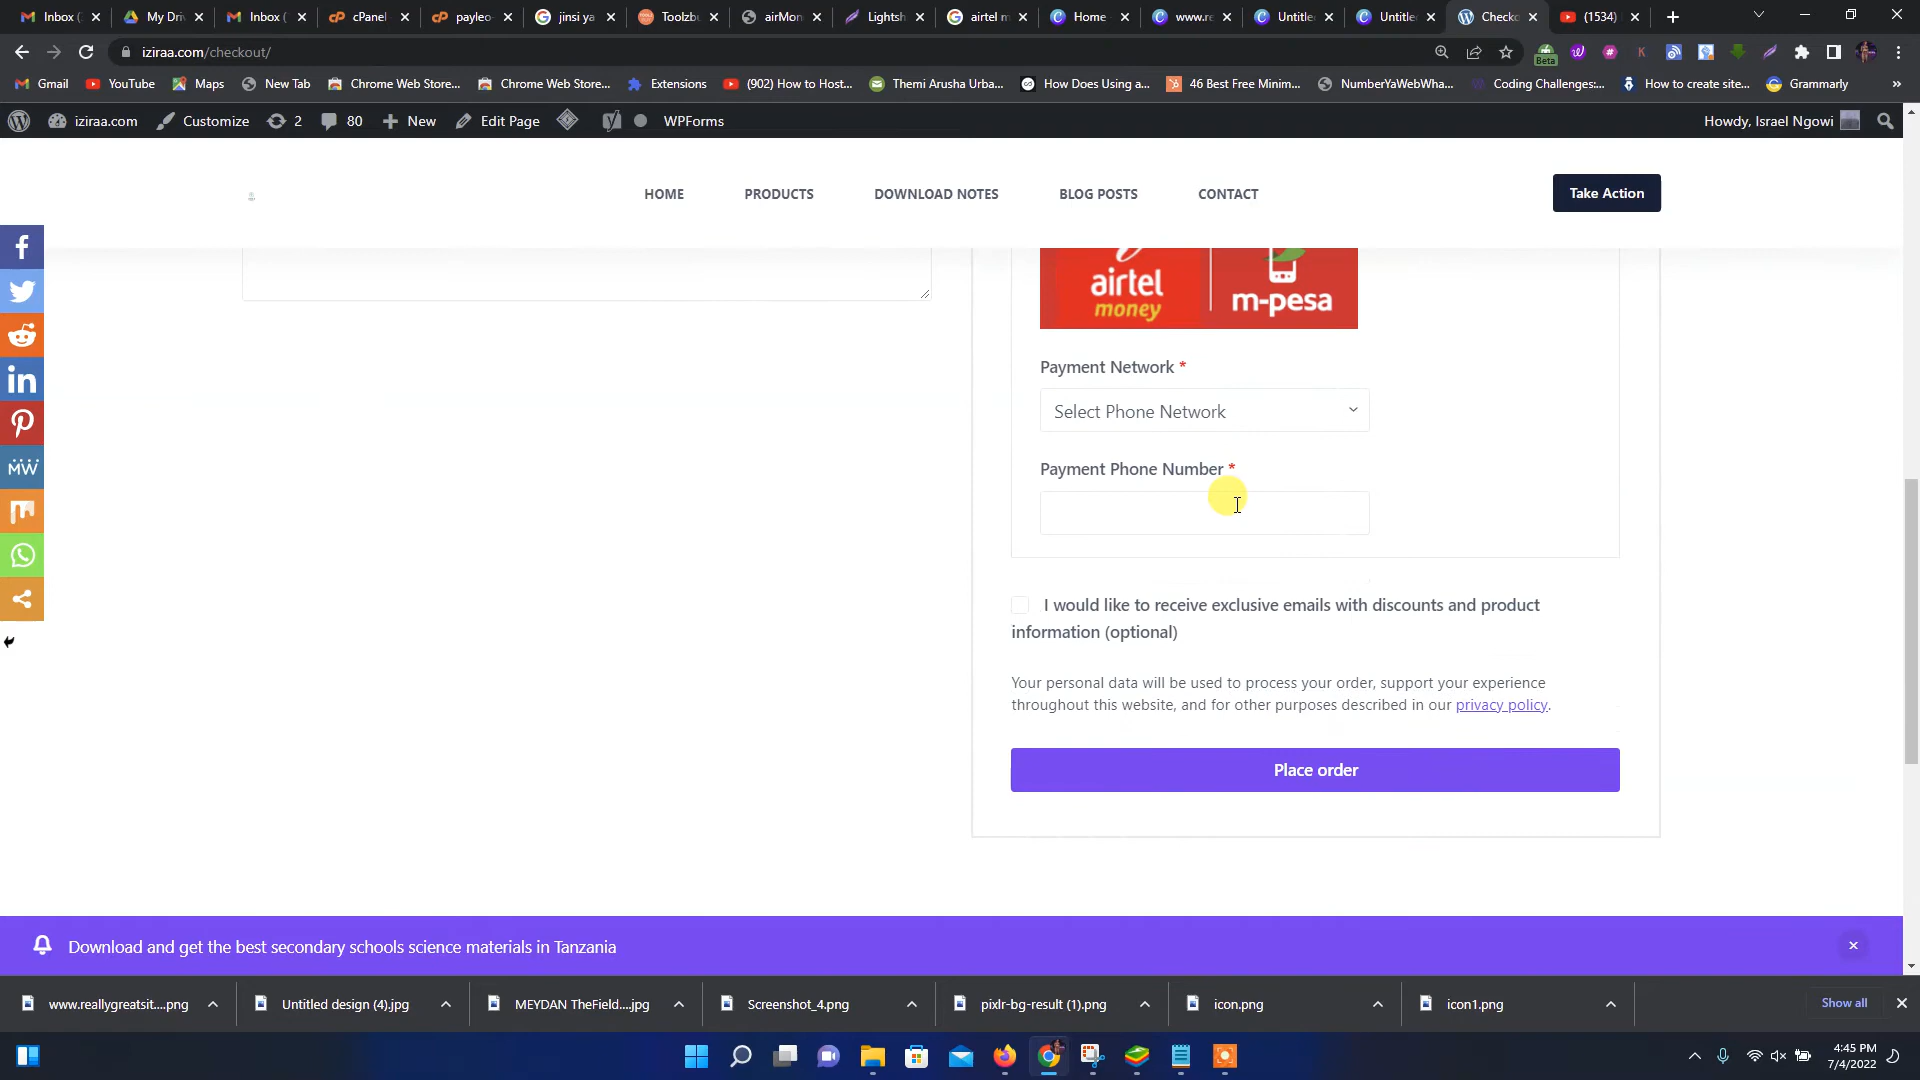 Inbox (
My Driv
Inbox (
cPanel
payleo-
jinsi ya
Toolzbu
airMon
Lightsh
airtel m
Home -
www.re
Untitle
Untitle
Checko
(1534)
iziraa.com/checkout/
Beta
Gmail
YouTube
Maps
New Tab
Chrome Web Store...
Chrome Web Store...
Extensions
(902) How to Host...
Themi Arusha Urba...
How Does Using a...
46 Best Free Minim...
NumberYaWebWha...
Coding Challenges:...
How to create site...
Grammarly
»
iziraa.com
Customize
2
80
New
Edit Page
WPForms
Howdy, Israel Ngowi
HOME
PRODUCTS
DOWNLOAD NOTES
BLOG POSTS
CONTACT
Take Action
MW
airtel
money
m-pesa
Payment Network *
Select Phone Network
Payment Phone Number *
I would like to receive exclusive emails with discounts and product
information (optional)
Your personal data will be used to process your order, support your experience
throughout this website, and for other purposes described in our privacy policy.
Place order
Download and get the best secondary schools science materials in Tanzania
www.reallygreatsit....png
Untitled design (4).jpg
MEYDAN TheField....jpg
Screenshot_4.png
pixlr-bg-result (1).png
icon.png
icon1.png
Show all
4:45 PM
7/4/2022